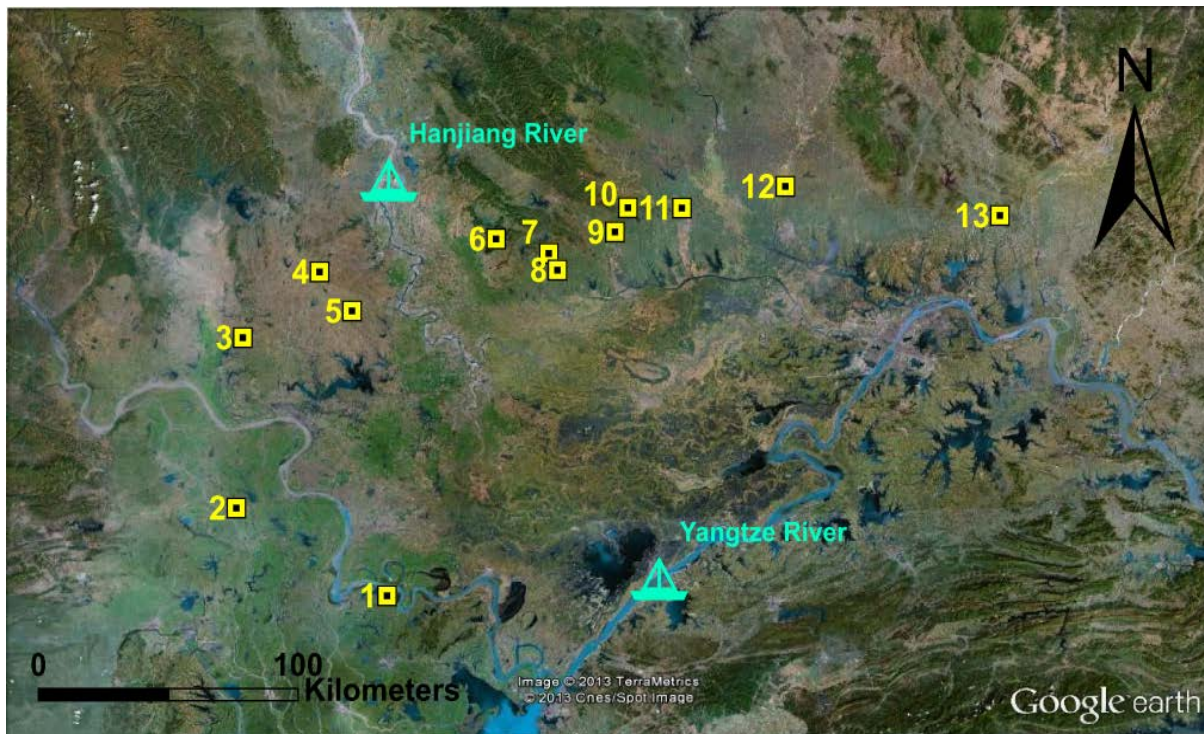 N
Hanjiang River
12
10
11
13
9
6
7
8
4
5
3
2
Yangtze River
1
0 100
Kilometers
Image © 2013 TerraMetrics
© 2013 Cnes/Spot Image
Google earth